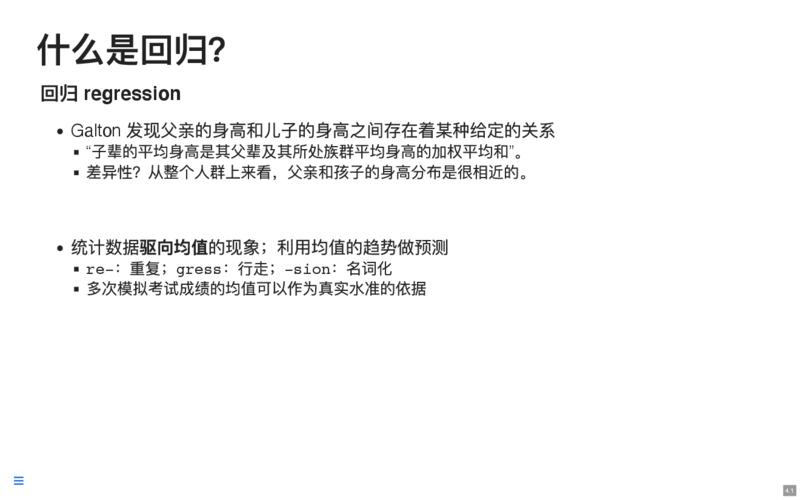 什么是回归?
回归 regression
• Galton 发现父亲的身高和儿子的身高之间存在着某种给定的关系
▪ “子辈的平均身高是其父辈及其所处族群平均身高的加权平均和”。
▪ 差异性？从整个人群上来看，父亲和孩子的身高分布是很相近的。
• 统计数据驱向均值的现象；利用均值的趋势做预测
▪ re-：重复；gress：行走；-sion：名词化
▪ 多次模拟考试成绩的均值可以作为真实水准的依据
4.1